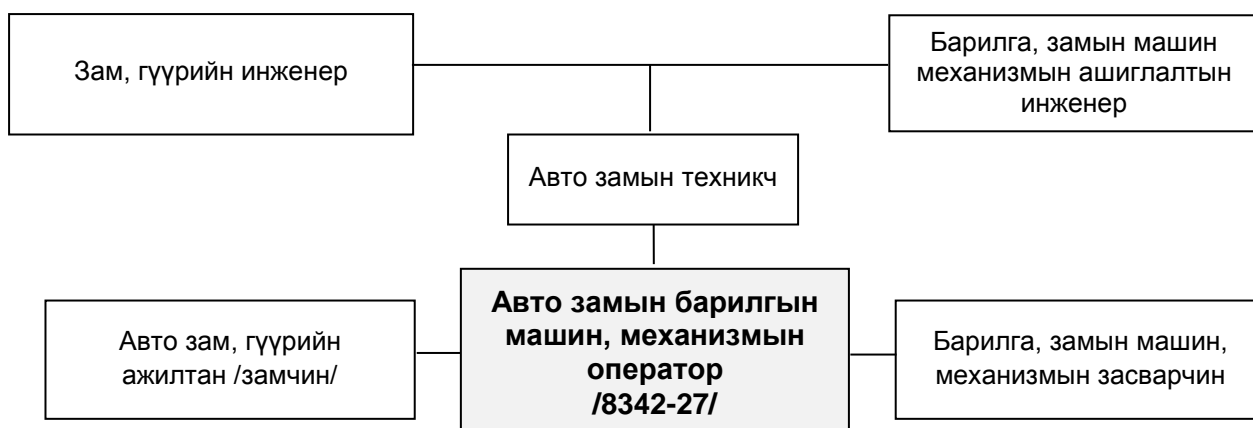 Зам, гүүрийн инженер
Барилга, замын машин
механизмын ашиглалтын
инженер
Авто замын техникч
Авто зам, гүүрийн
ажилтан /замчин/
Авто замын барилгын
машин, механизмын
оператор
/8342-27/
Барилга, замын машин,
механизмын засварчин